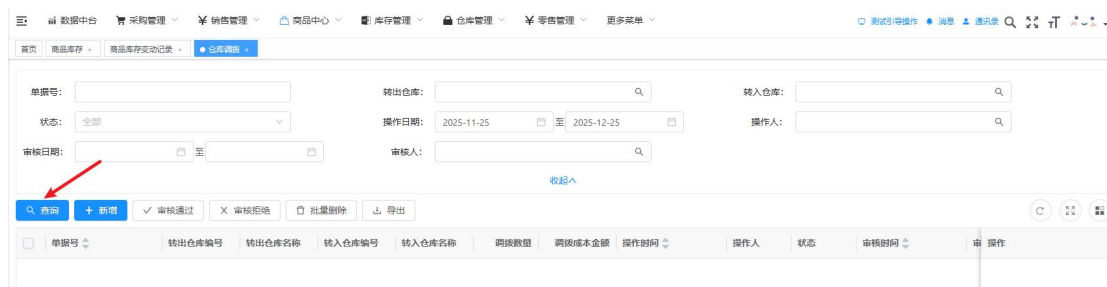 数据中台 采购管理 ¥ 销售管理 商品中心 库存管理 仓库管理 ¥ 零售管理 更多菜单 测试引导操作 消息 通讯录 TT
首页 商品库存 × 商品库存变动记录 × 仓库调拨 ×
单据号: 转出仓库: 转入仓库:
状态: 全部 操作日期: 2025-11-25 至 2025-12-25 操作人:
审核日期: 至 审核人:
收起
查询 + 新增 审核通过 X 审核拒绝 批量删除 导出
单据号 转出仓库编号 转出仓库名称 转入仓库编号 转入仓库名称 调拨数量 调拨成本金额 操作时间 操作人 状态 审核时间 操作